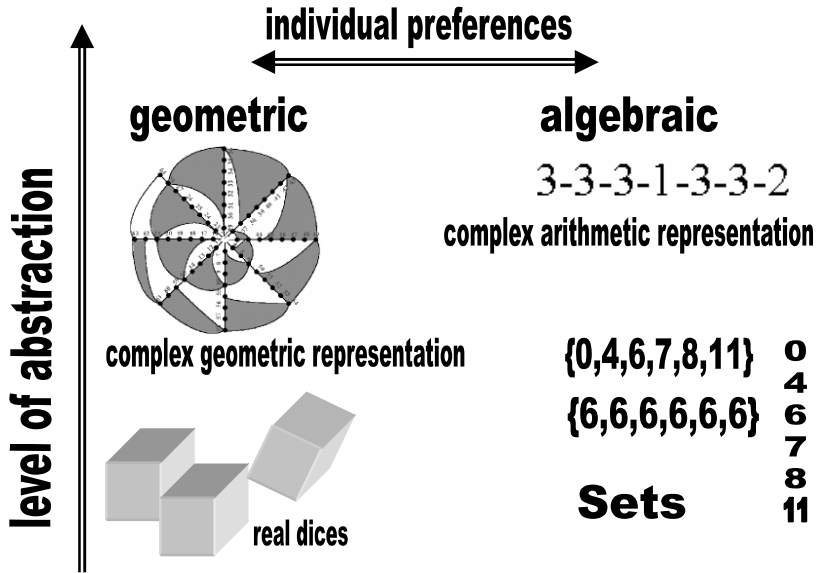 individual preferences
geometric
algebraic
3-3-3-1-3-3-2
complex arithmetic representation
level of abstraction
complex geometric representation
{0,4,6,7,8,11}
{6,6,6,6,6,6}
0
4
6
7
8
11
Sets
real dices